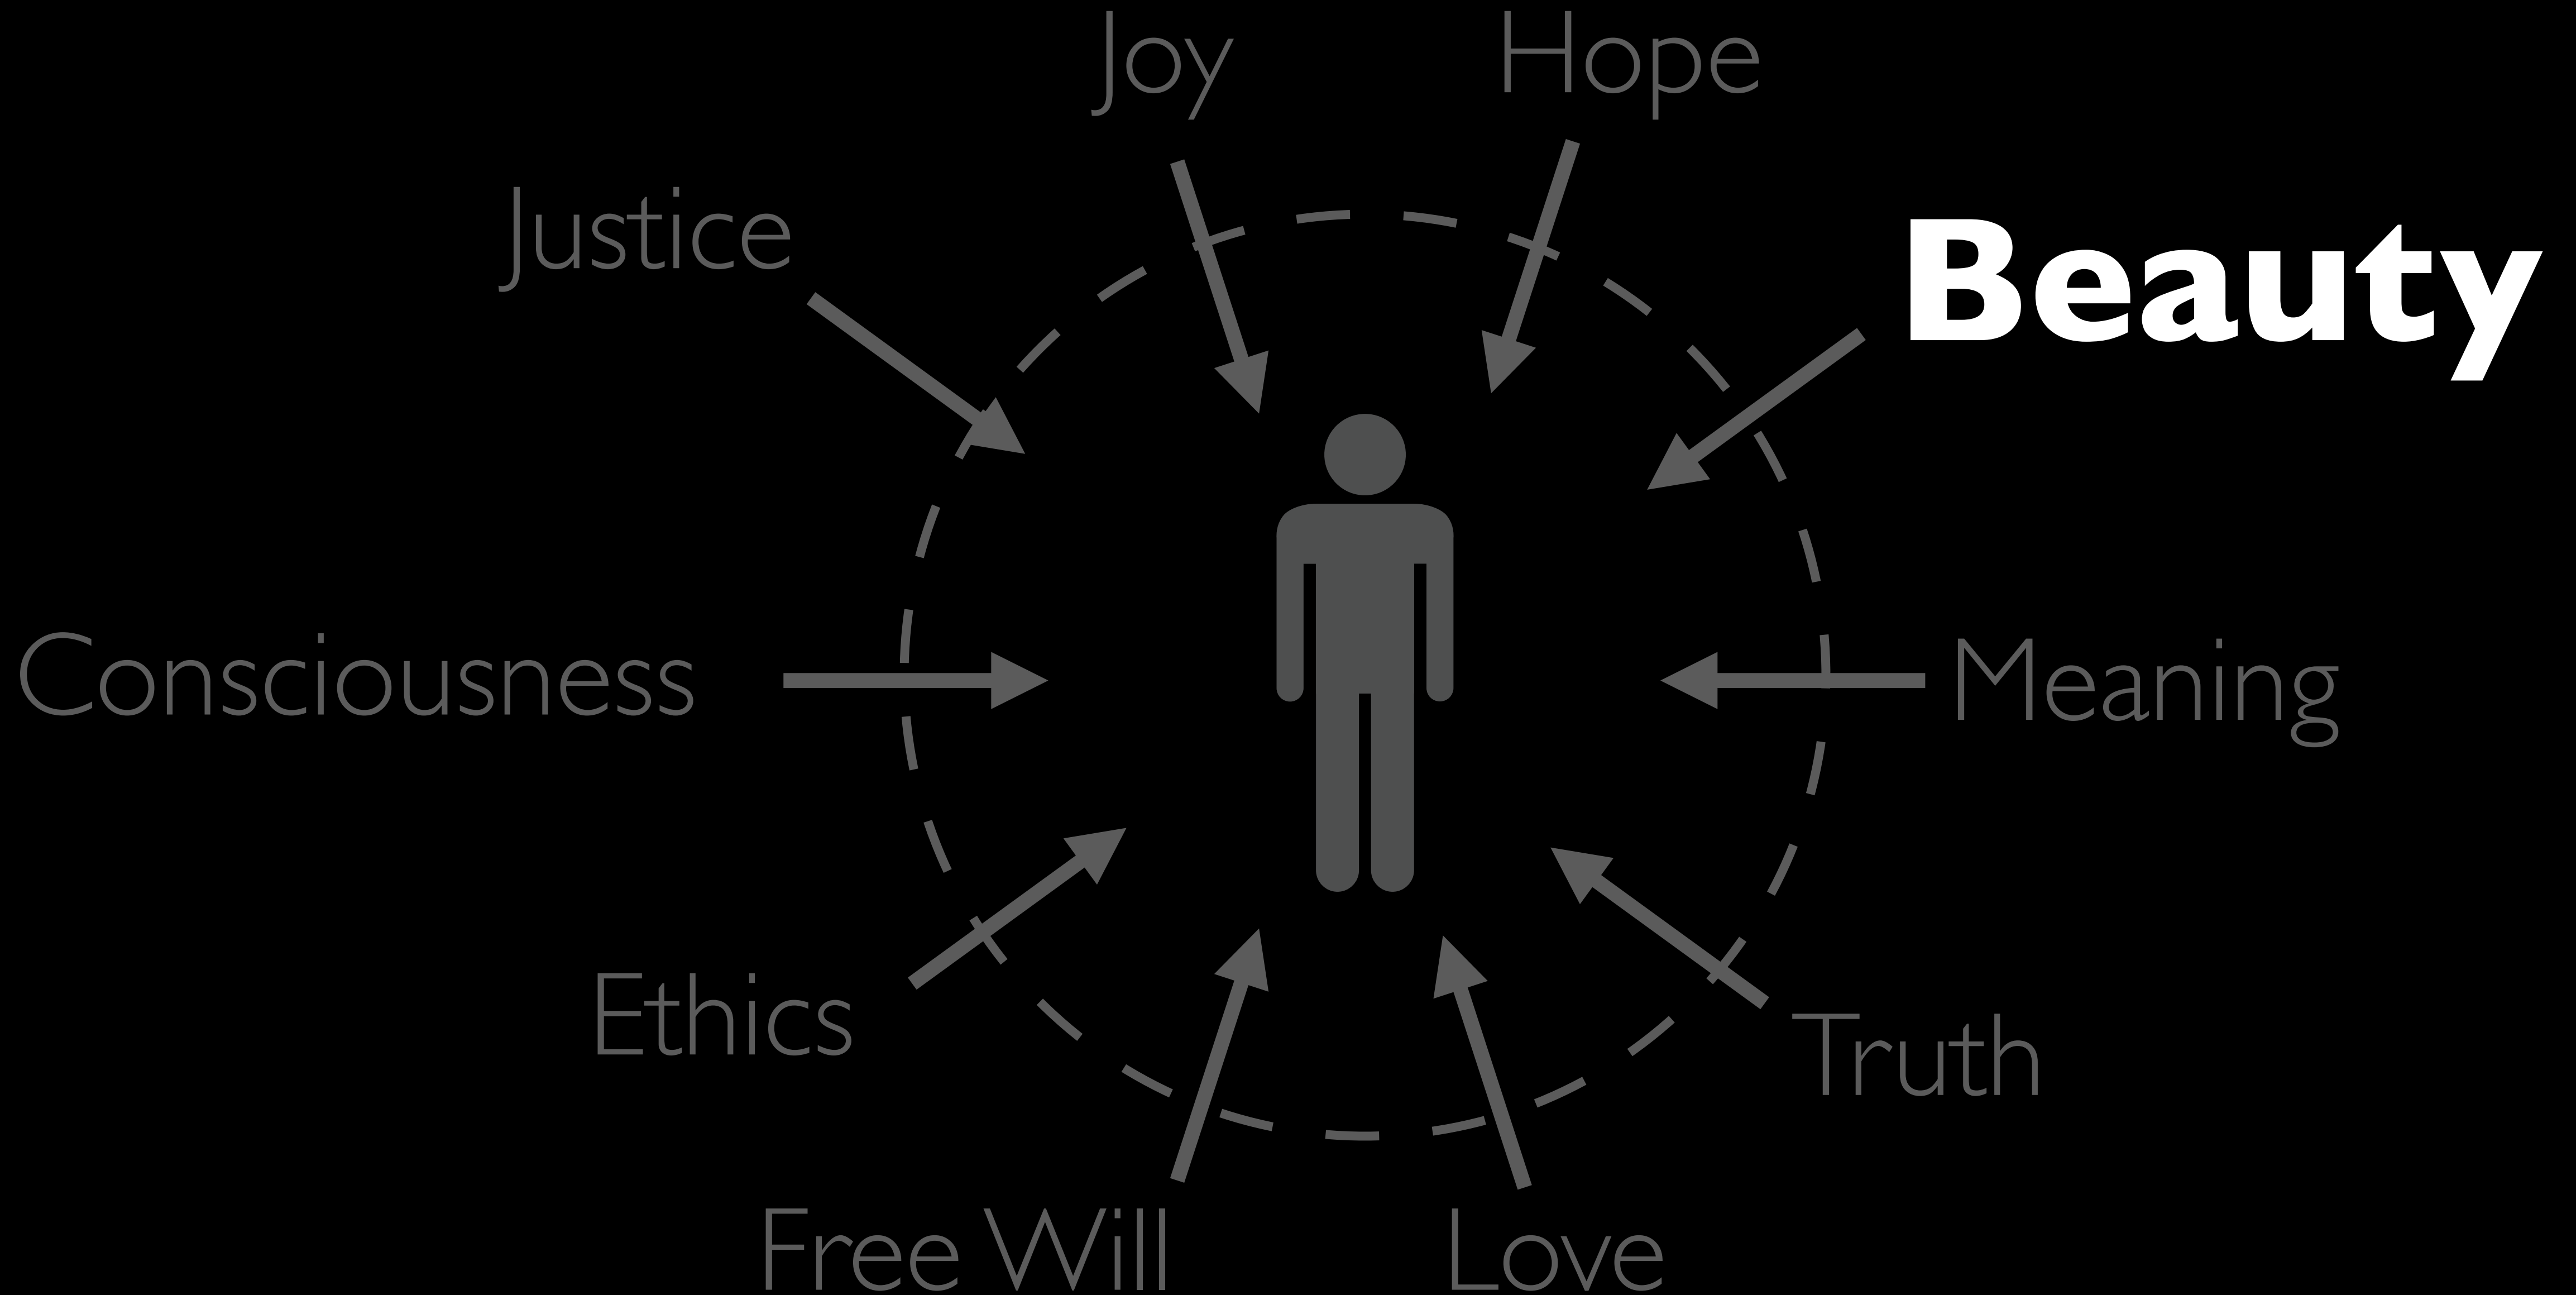 Joy
Hope
Justice
Beauty
Consciousness
Meaning
Ethics
Truth
Free Will
Love